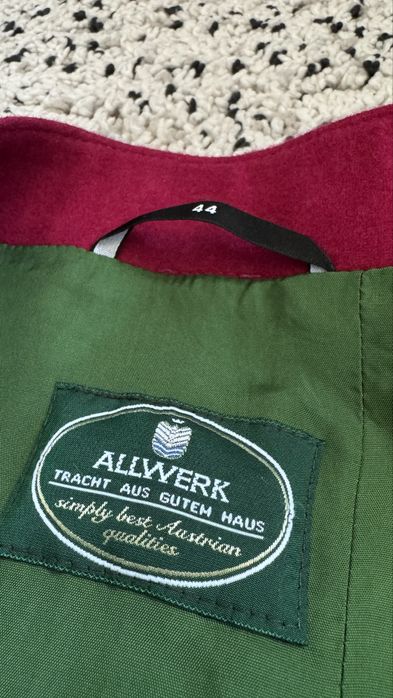 44
ALLWERK
TRACHT AUS GUTEM HAUS
simply best Austrian
qualities